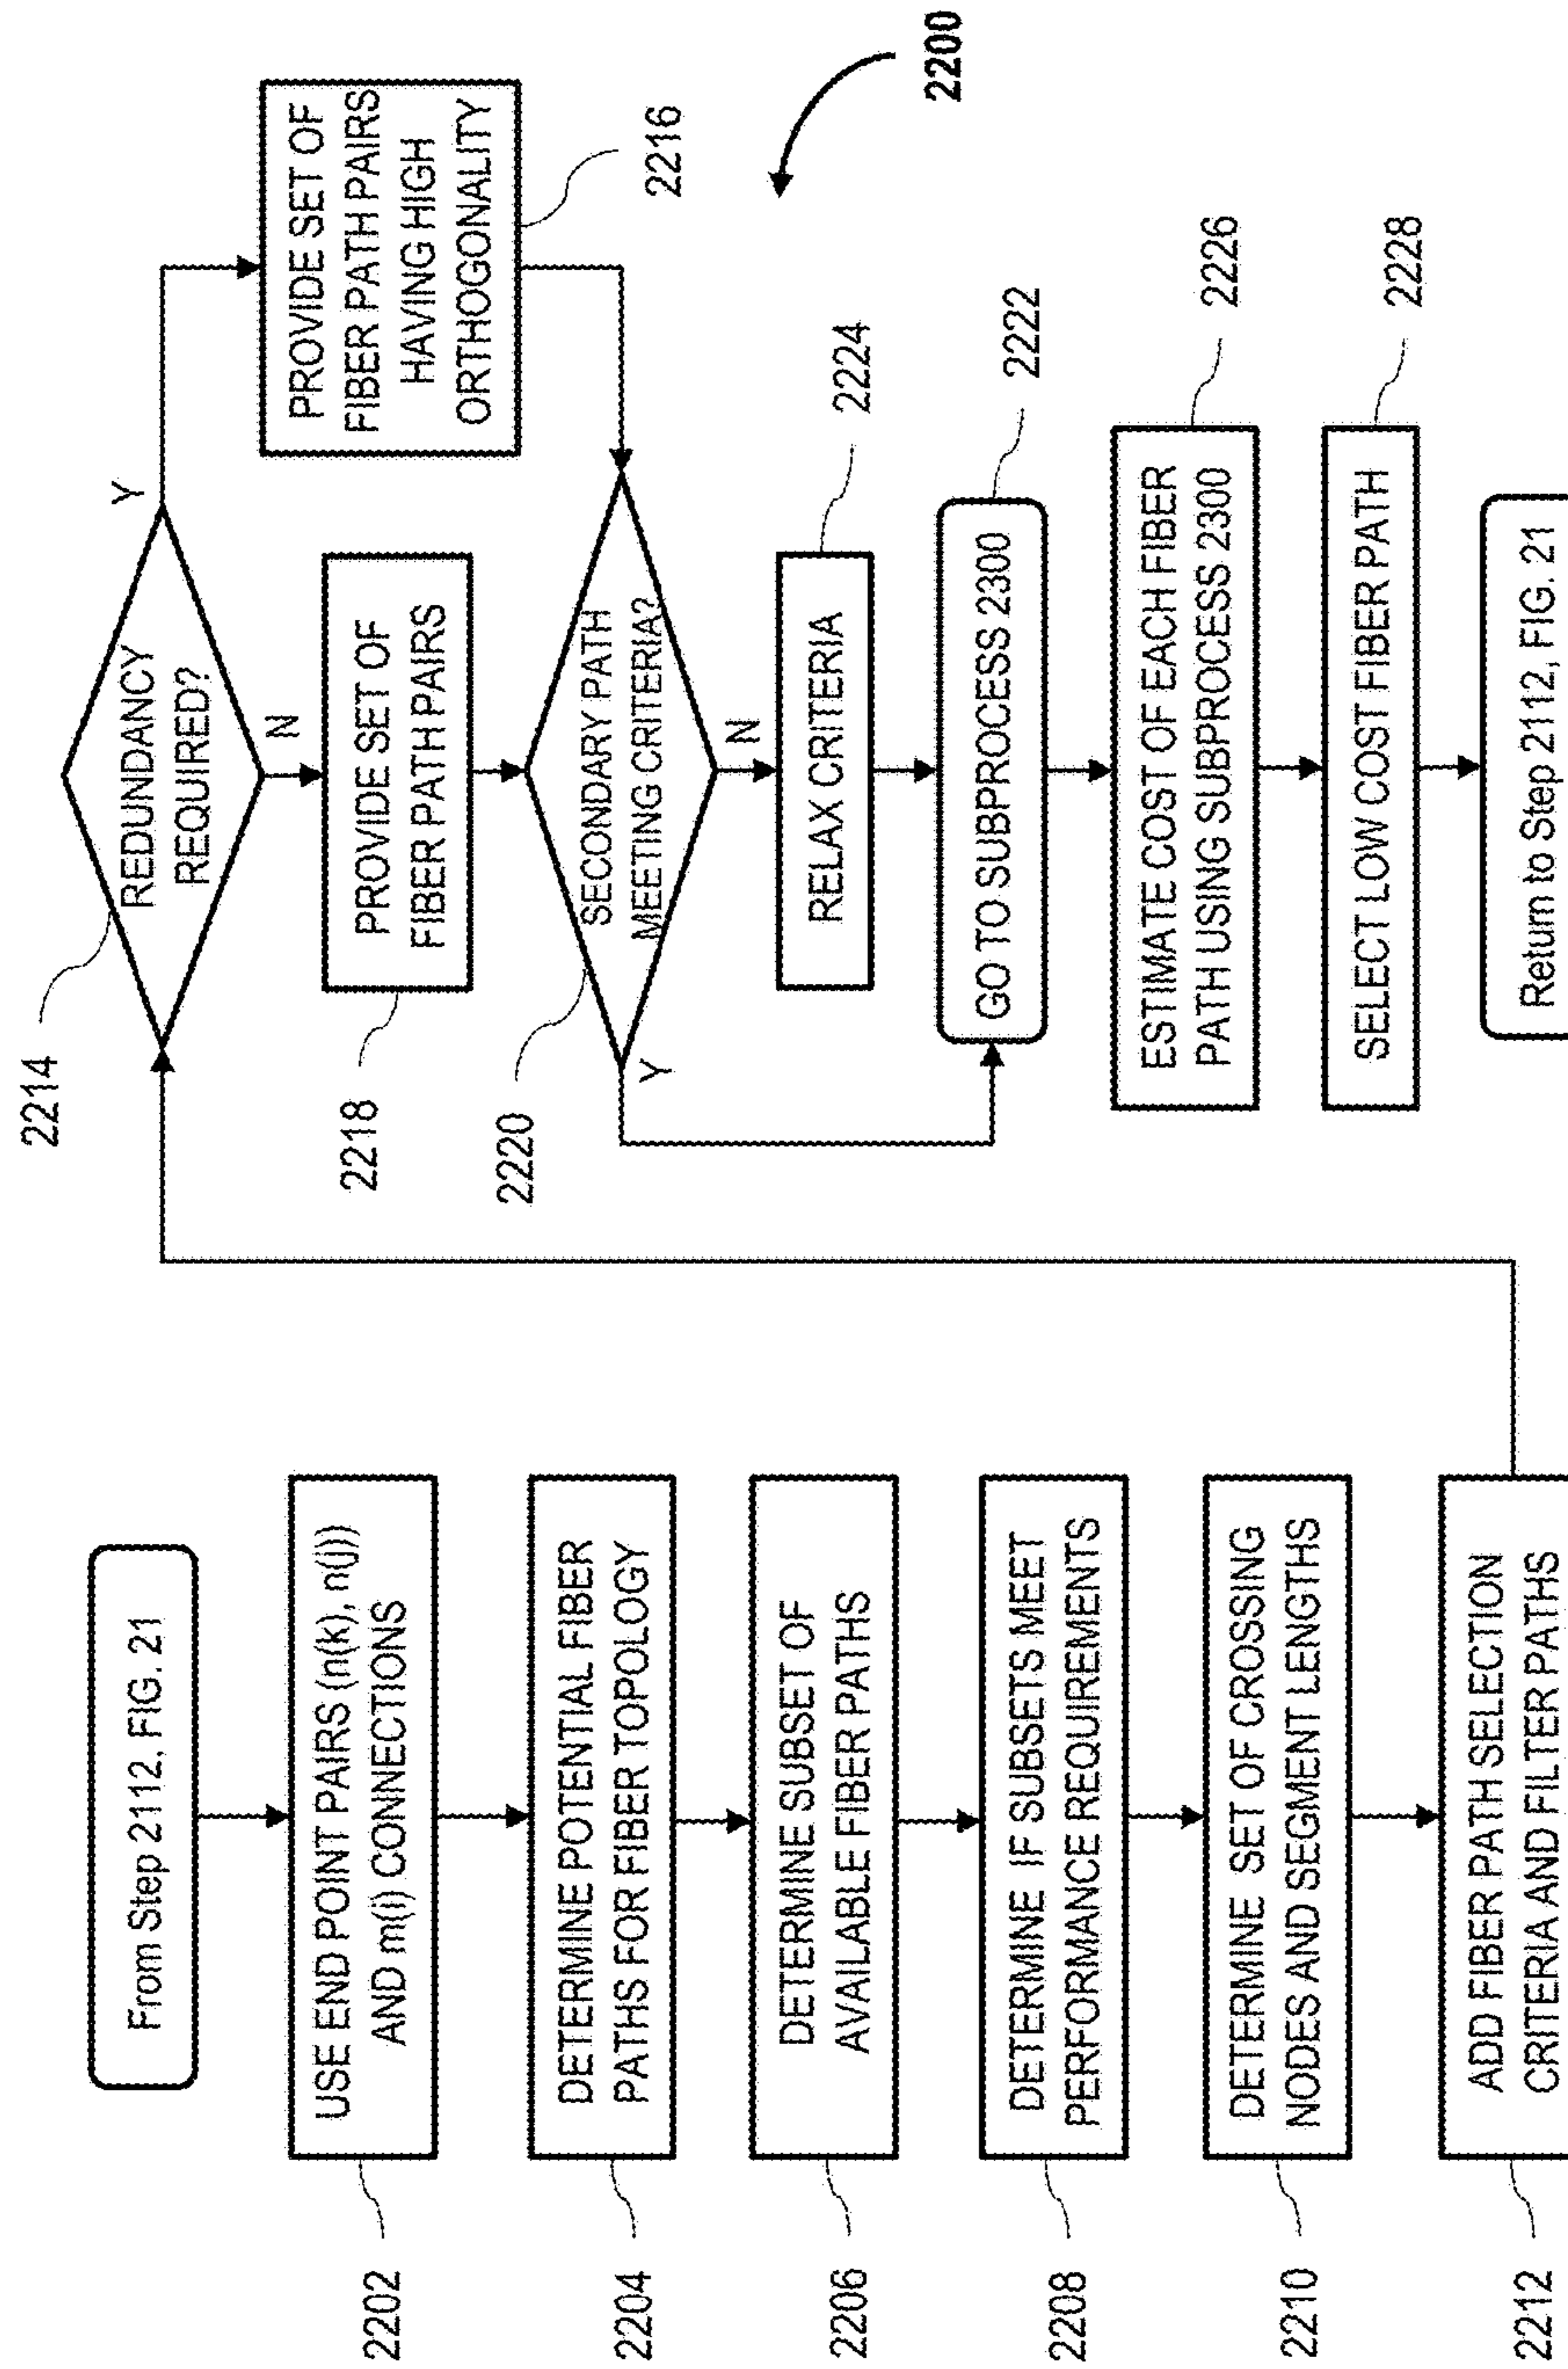 From Step 2112, FIG. 21
2202
USE END POINT PAIRS (n(k), n(j))
AND m(i) CONNECTIONS
2204
DETERMINE POTENTIAL FIBER
PATHS FOR FIBER TOPOLOGY
2206
DETERMINE SUBSET OF
AVAILABLE FIBER PATHS
2208
DETERMINE IF SUBSETS MEET
PERFORMANCE REQUIREMENTS
2210
DETERMINE SET OF CROSSING
NODES AND SEGMENT LENGTHS
2212
ADD FIBER PATH SELECTION
CRITERIA AND FILTER PATHS
2214
REDUNDANCY
REQUIRED?
Y
N
PROVIDE SET OF
FIBER PATH PAIRS
HAVING HIGH
ORTHOGONALITY
2216
2218
PROVIDE SET OF
FIBER PATH PAIRS
2220
SECONDARY PATH
MEETING CRITERIA?
Y
N
RELAX CRITERIA
2224
GO TO SUBPROCESS 2300
2222
ESTIMATE COST OF EACH FIBER
PATH USING SUBPROCESS 2300
2226
SELECT LOW COST FIBER PATH
2228
Return to Step 2112, FIG. 21
2200